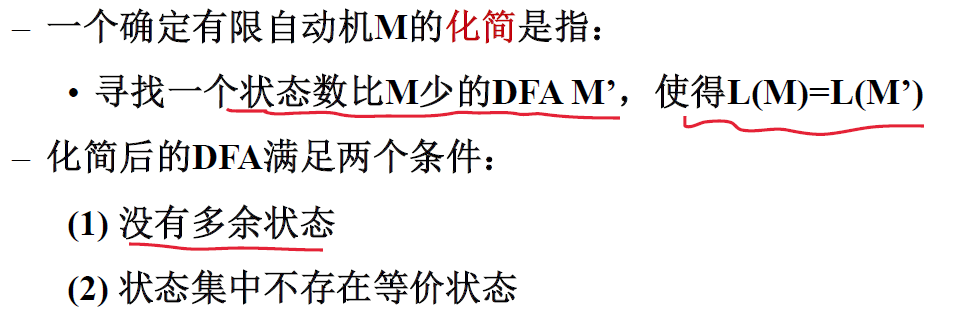 – 一个确定有限自动机M的化简是指：
• 寻找一个状态数比M少的DFA M’，使得L(M)=L(M’)
– 化简后的DFA满足两个条件：
(1) 没有多余状态
(2) 状态集中不存在等价状态